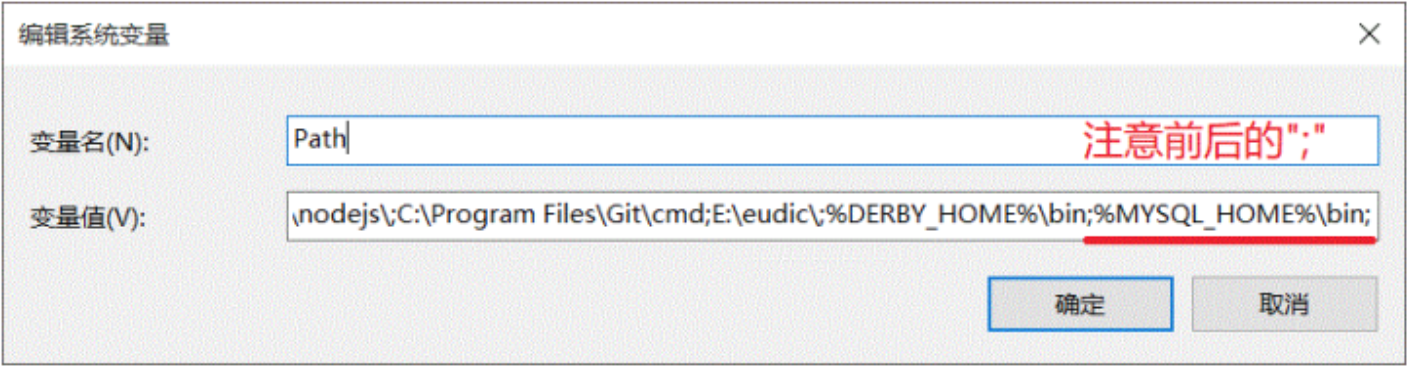 编辑系统变量
变量名(N): Path 注意前后的";"
变量值(V): \nodejs\;C:\Program Files\Git\cmd;E:\eudic\;%DERBY_HOME%\bin;%MYSQL_HOME%\bin;
确定 取消